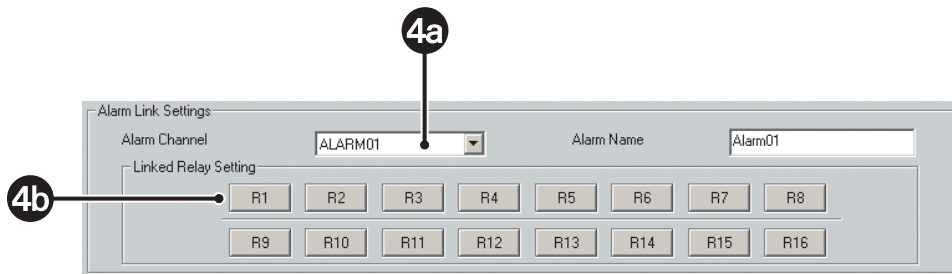 4a
Alarm Link Settings
Alarm Channel ALARM01 Alarm Name Alarm01
Linked Relay Setting
4b R1 R2 R3 R4 R5 R6 R7 R8
R9 R10 R11 R12 R13 R14 R15 R16